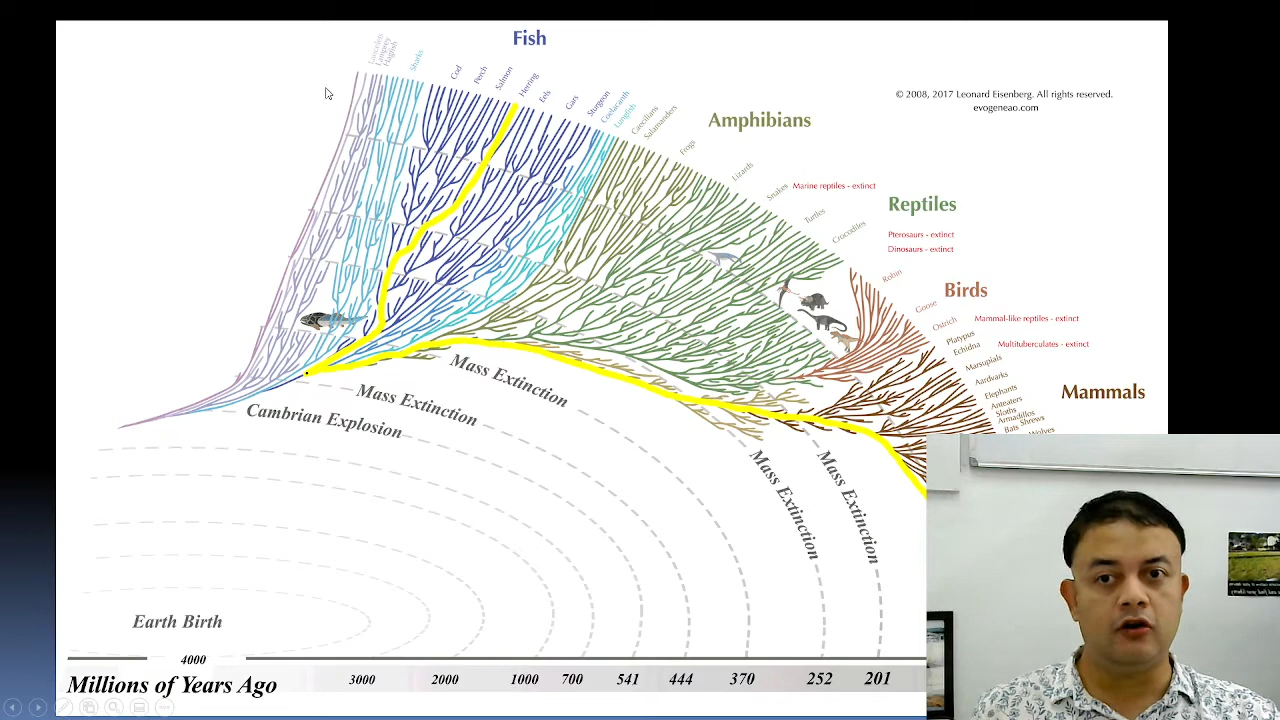 Fish
Lancelets
Lamprey
Hagfish
Sharks
Cod
Perch
Salmon
Herring
Eels
Gars
Sturgeon
Coelacanth
Lungfish
© 2008, 2017 Leonard Eisenberg. All rights reserved.
evogeneao.com
Amphibians
Caecilians
Salamanders
Frogs
Lizards
Snakes
Marine reptiles - extinct
Turtles
Reptiles
Crocodiles
Pterosaurs - extinct
Dinosaurs - extinct
Robin
Birds
Goose
Ostrich
Mammal-like reptiles - extinct
Platypus
Echidna
Multituberculates - extinct
Marsupials
Aardvarks
Mammals
Elephants
Anteaters
Sloths
Armadillos
Bats Shrews
Wolves
Mass Extinction
Mass Extinction
Cambrian Explosion
Mass Extinction
Mass Extinction
Earth Birth
4000
Millions of Years Ago
3000
2000
1000
700
541
444
370
252
201